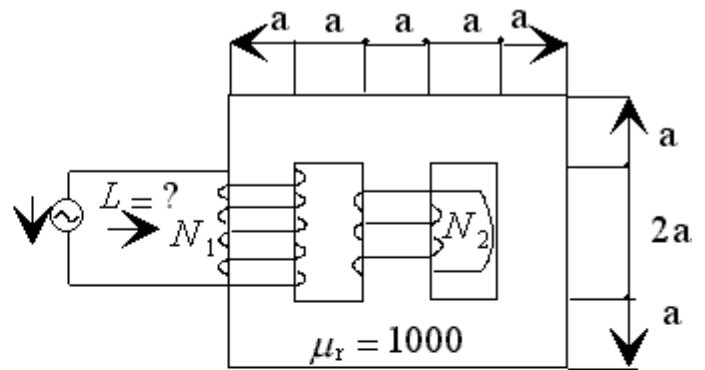 a a a a a
a
L = ?
N₁
N₂
2a
a
μᵣ = 1000